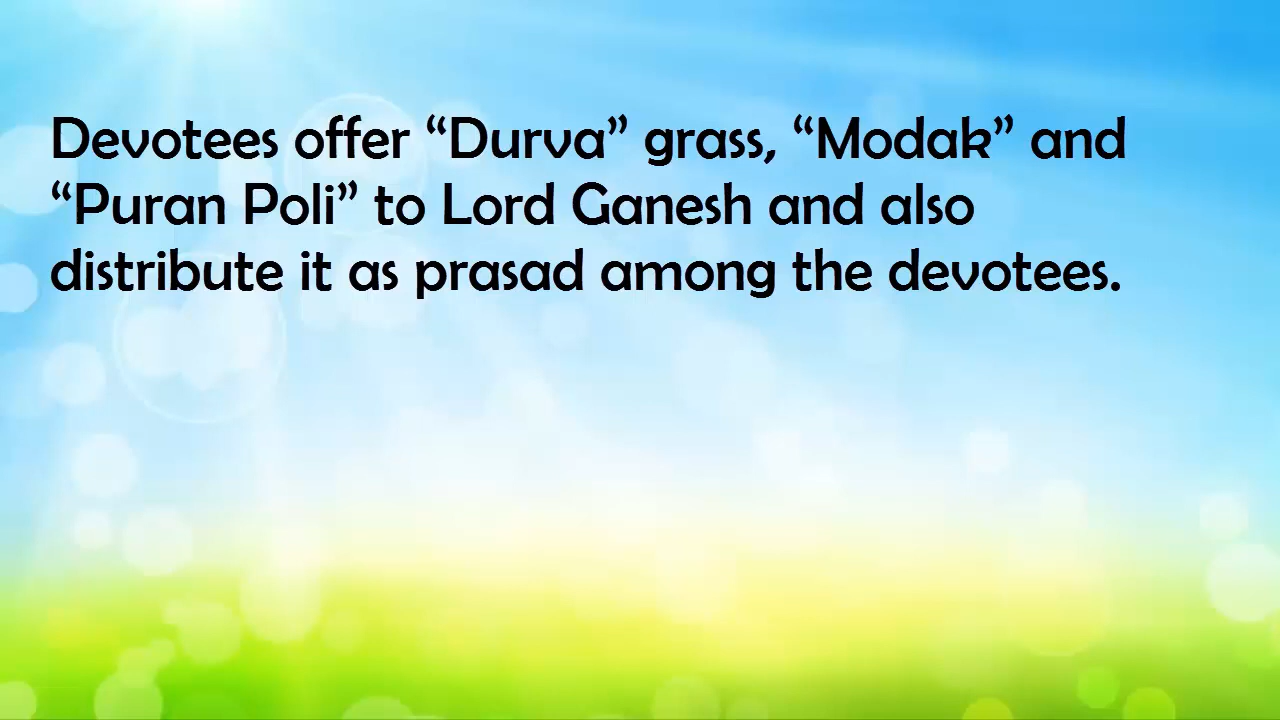 Devotees offer “Durva” grass, “Modak” and
“Puran Poli” to Lord Ganesh and also
distribute it as prasad among the devotees.